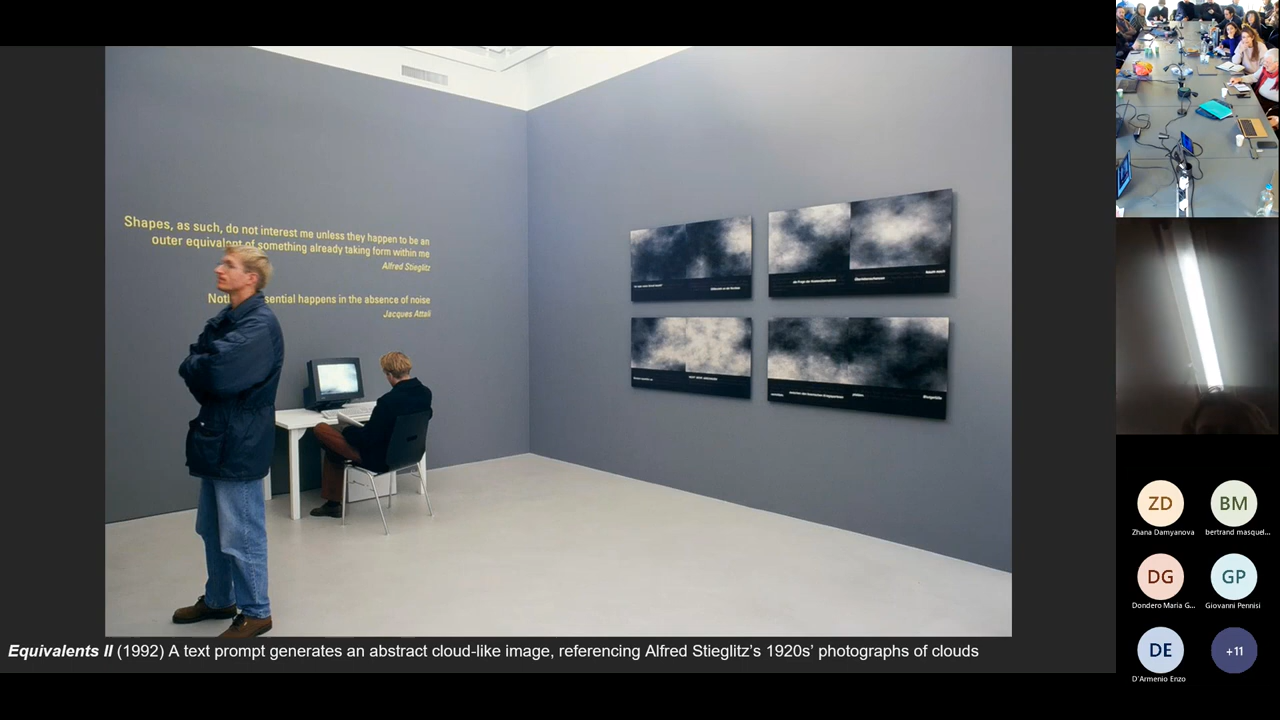 Shapes, as such, do not interest me unless they happen to be an
outer equivalent of something already taking form within me
Alfred Stieglitz
sential happens in the absence of noise
Jacques Attali
Equivalents II (1992) A text prompt generates an abstract cloud-like image, referencing Alfred Stieglitz’s 1920s’ photographs of clouds
ZD
Zhana Damyanova
BM
bertrand masquel...
DG
Dondero Maria G...
GP
Giovanni Pennisi
DE
D'Armenio Enzo
+11